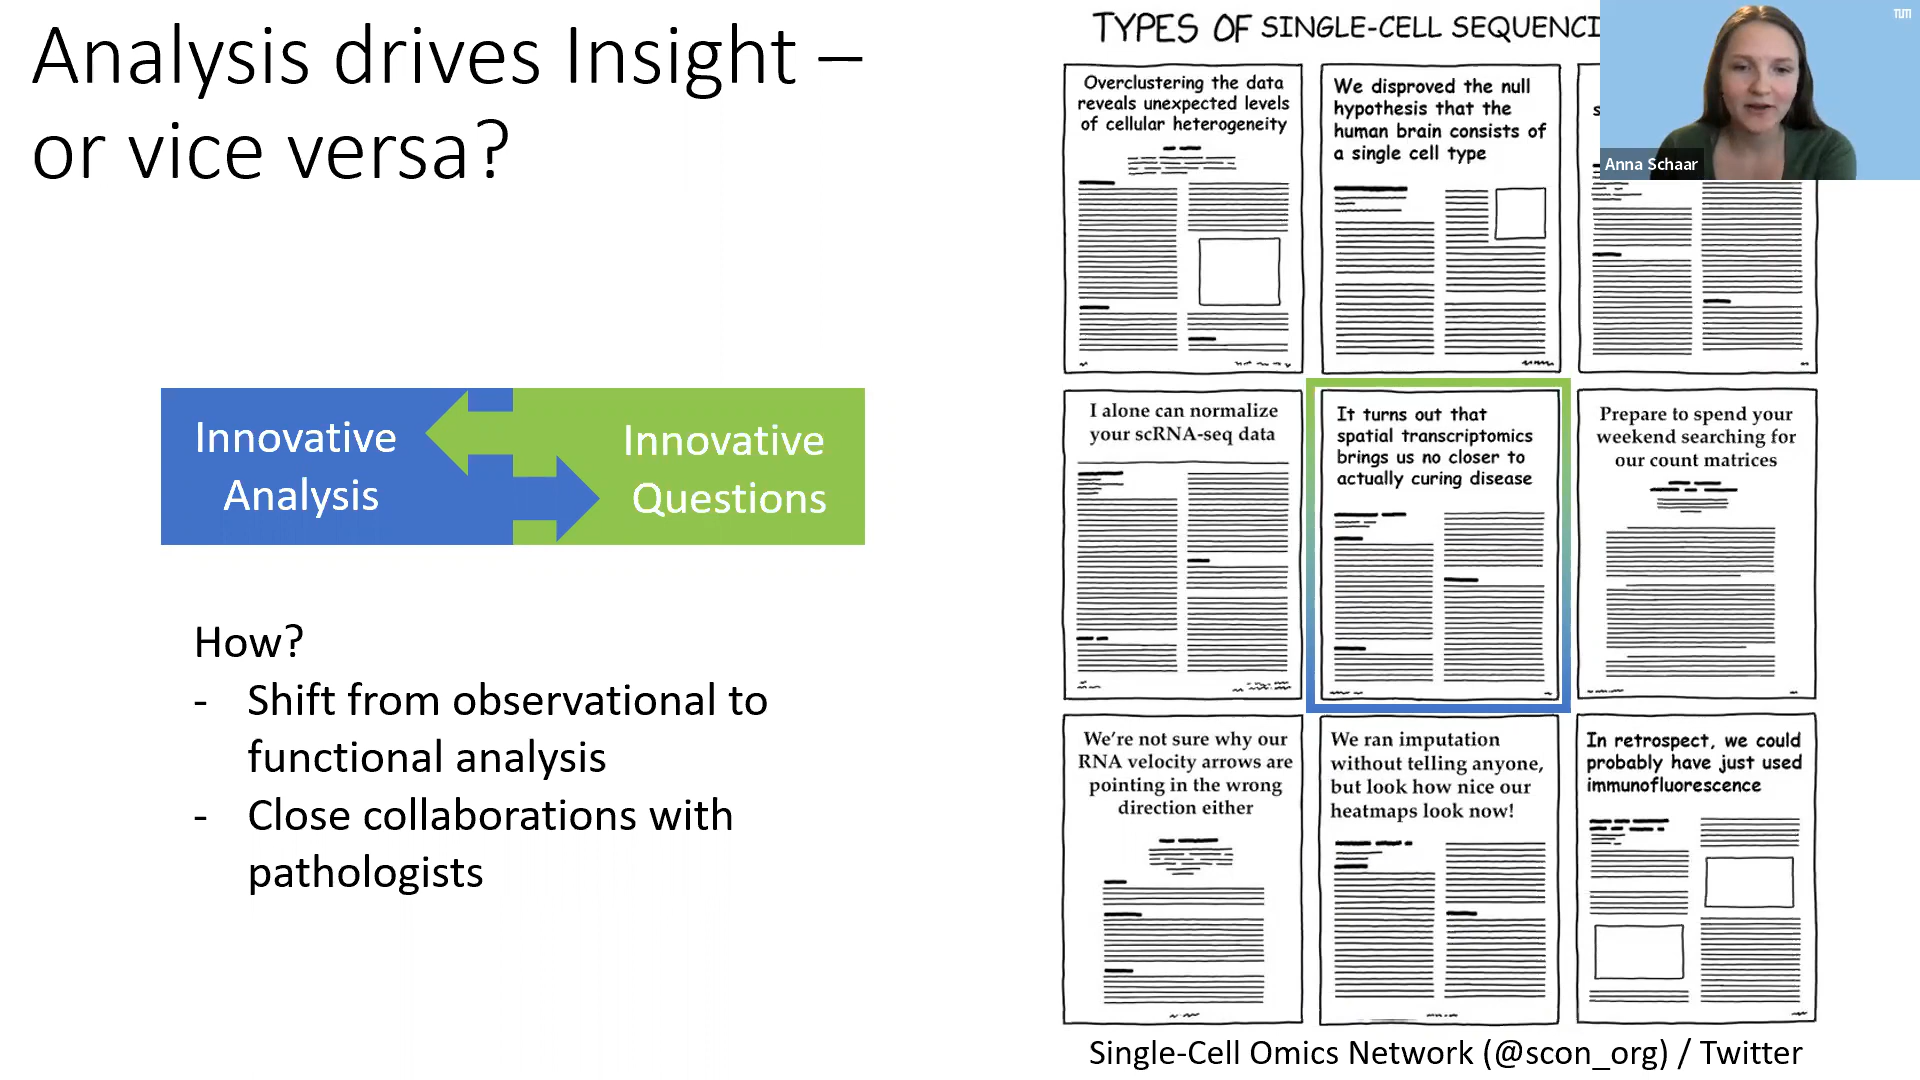 Analysis drives Insight –
or vice versa?
Innovative
Analysis
Innovative
Questions
How?
- Shift from observational to
functional analysis
- Close collaborations with
pathologists
TYPES OF SINGLE-CELL
Overclustering the data
reveals unexpected levels
of cellular heterogeneity
We disproved the null
hypothesis that the
human brain consists of
a single cell type
I alone can normalize
your scRNA-seq data
It turns out that
spatial transcriptomics
brings us no closer to
actually curing disease
Prepare to spend your
weekend searching for
our count matrices
We're not sure why our
RNA velocity arrows are
pointing in the wrong
direction either
We ran imputation
without telling anyone,
but look how nice our
heatmaps look now!
In retrospect, we could
probably have just used
immunofluorescence
Single-Cell Omics Network (@scon_org) / Twitter
Anna Schaar
TUM